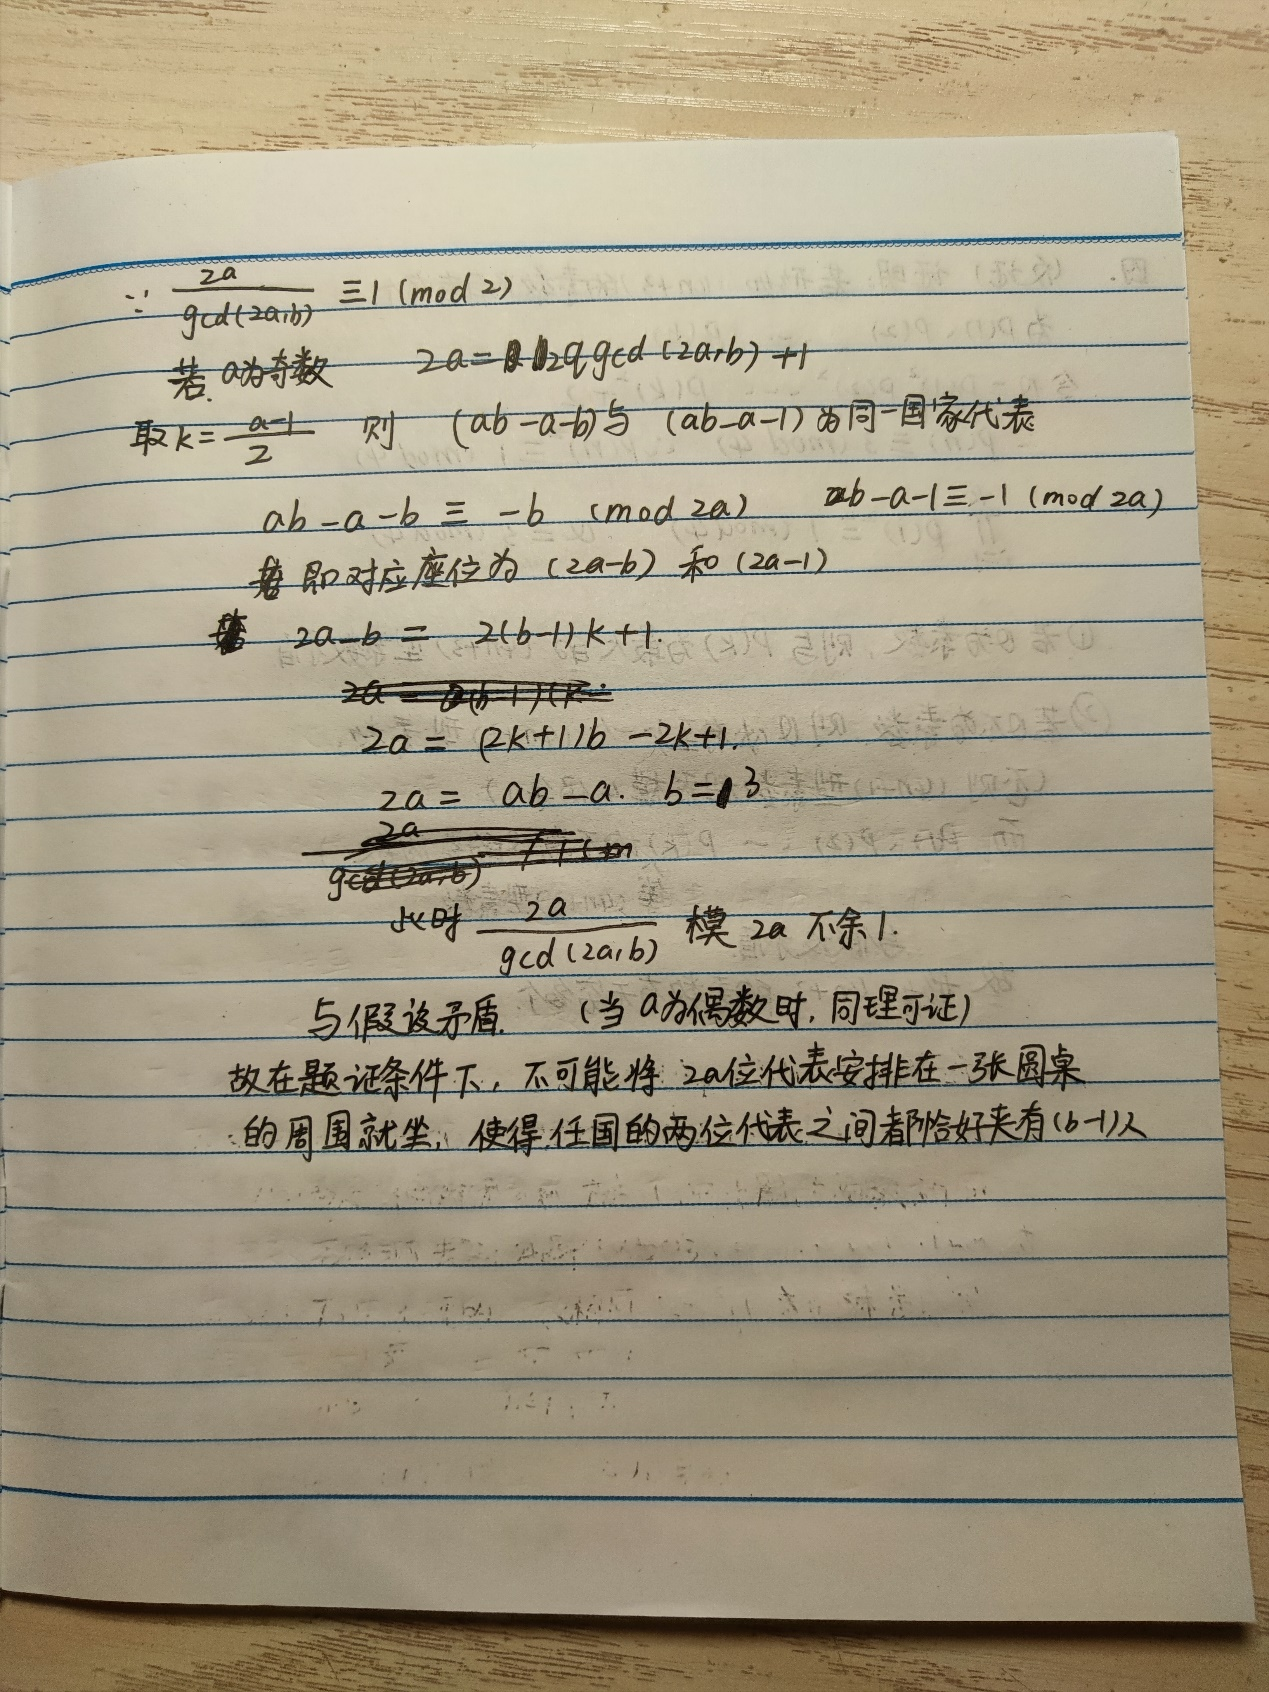 ∵ 2a/gcd(2a,b) ≡ 1 (mod 2)
若 a为奇数 2a = 2q gcd(2a,b) + 1
取 k = (a-1)/2 则 (ab-a-b)与 (ab-a-1) 为同一国家代表
ab-a-b ≡ -b (mod 2a) ab-a-1 ≡ -1 (mod 2a)
即对应座位为 (2a-b) 和 (2a-1)
2a-b = 2(b-1)k+1.
2a = (2k+1)b -2k+1.
2a = ab-a. b=3
此时 2a/gcd(2a,b) 模 2a 不余1.
与假设矛盾. (当 a为偶数时, 同理可证)
故在题证条件下, 不可能将 2a位代表安排在一张圆桌
的周围就坐, 使得任国的两位代表之间都恰好夹有(b-1)人